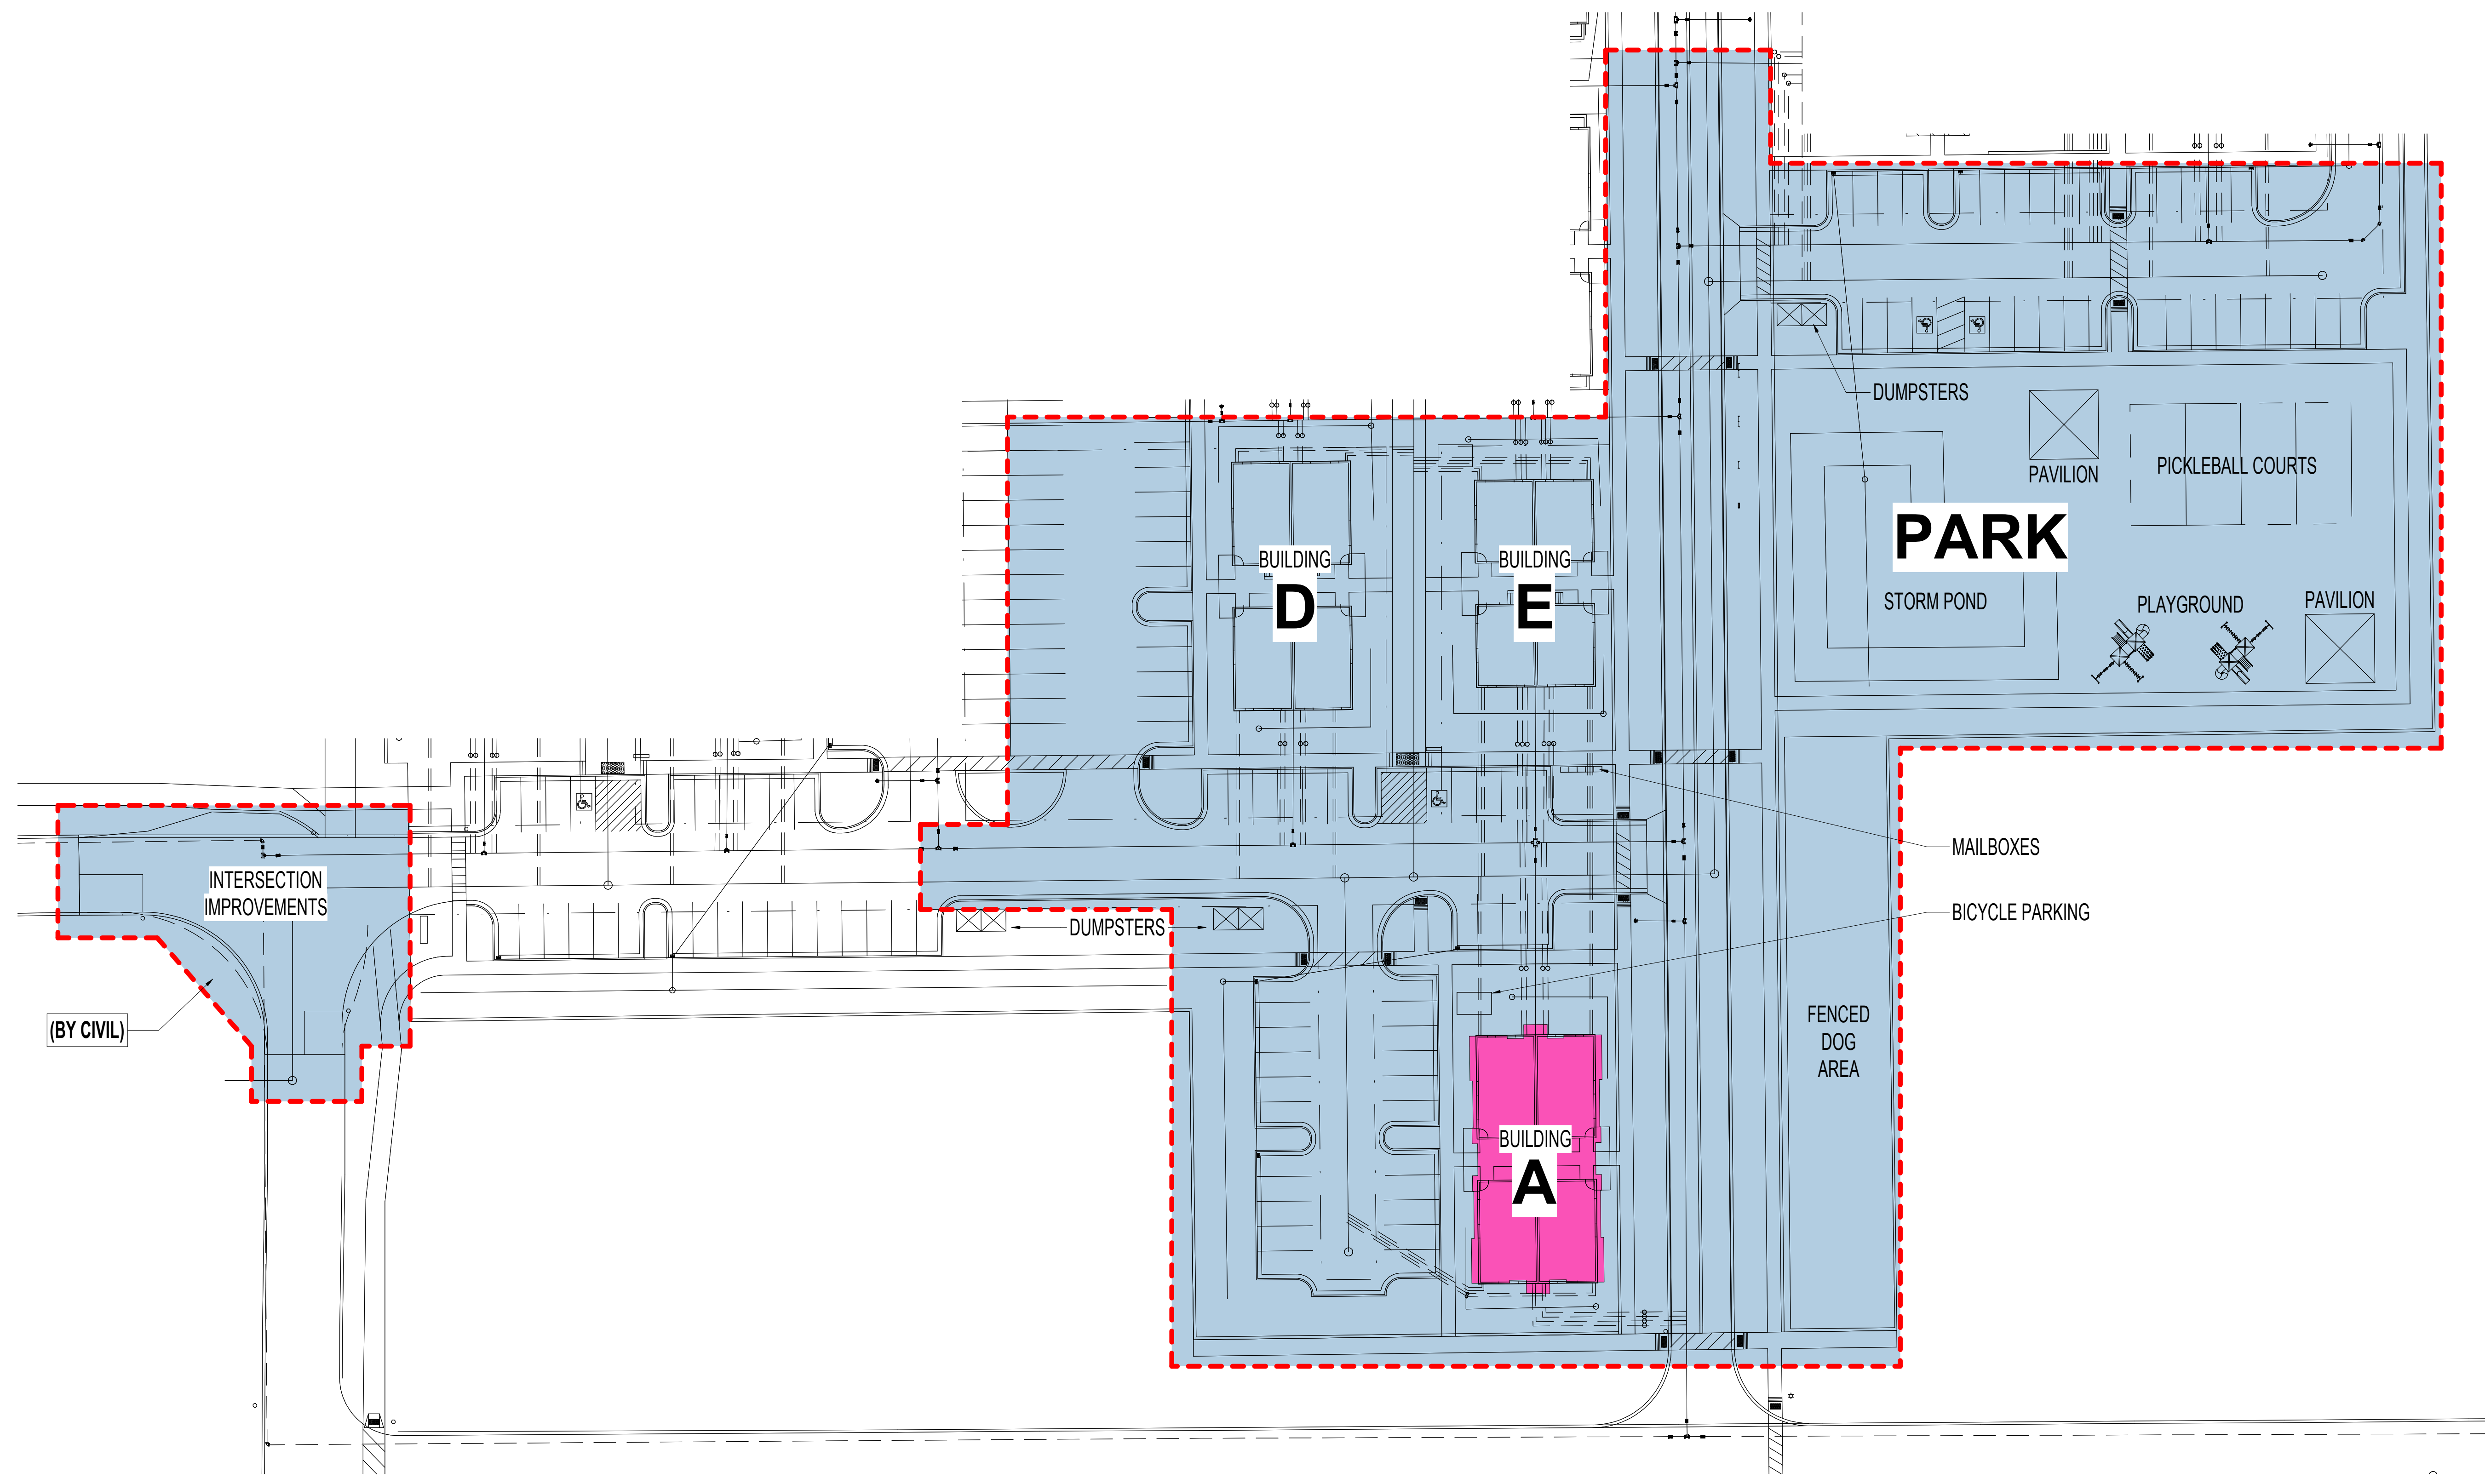 DUMPSTERS
PAVILION
PICKLEBALL COURTS
PARK
STORM POND
PLAYGROUND
PAVILION
BUILDING
D
BUILDING
E
MAILBOXES
BICYCLE PARKING
INTERSECTION
IMPROVEMENTS
DUMPSTERS
(BY CIVIL)
FENCED
DOG
AREA
BUILDING
A